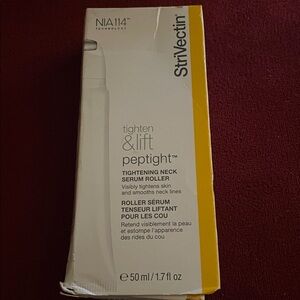 NIA114™
TECHNOLOGY
StriVectin®
tighten
&lift
peptight™
TIGHTENING NECK
SERUM ROLLER
Visibly tightens skin
and smooths neck lines
ROLLER SÉRUM
TENSEUR LIFTANT
POUR LES COU
Retend visiblement la peau
et estompe l'apparence
des rides du cou
℮ 50 ml / 1.7 fl oz